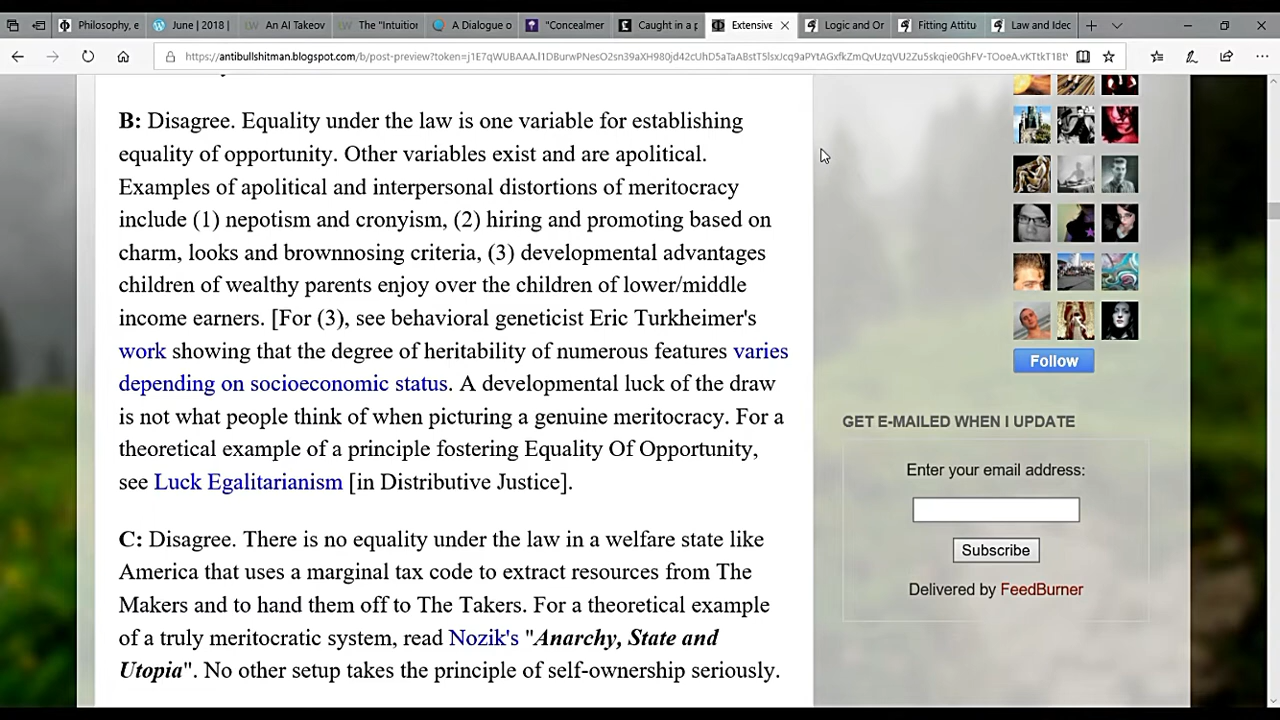 Philosophy, e
June | 2018 |
An AI Takeov
The "Intuition
A Dialogue o
"Concealmer
Caught in a p
Extensive
Logic and Or
Fitting Attitu
Law and Idec
antibullshitman.blogspot.com
B: Disagree. Equality under the law is one variable for establishing
equality of opportunity. Other variables exist and are apolitical.
Examples of apolitical and interpersonal distortions of meritocracy
include (1) nepotism and cronyism, (2) hiring and promoting based on
charm, looks and brownnosing criteria, (3) developmental advantages
children of wealthy parents enjoy over the children of lower/middle
income earners. [For (3), see behavioral geneticist Eric Turkheimer's
work showing that the degree of heritability of numerous features varies
depending on socioeconomic status. A developmental luck of the draw
is not what people think of when picturing a genuine meritocracy. For a
theoretical example of a principle fostering Equality Of Opportunity,
see Luck Egalitarianism [in Distributive Justice].
C: Disagree. There is no equality under the law in a welfare state like
America that uses a marginal tax code to extract resources from The
Makers and to hand them off to The Takers. For a theoretical example
of a truly meritocratic system, read Nozik's "Anarchy, State and
Utopia". No other setup takes the principle of self-ownership seriously.
Follow
GET E-MAILED WHEN I UPDATE
Enter your email address:
Subscribe
Delivered by FeedBurner